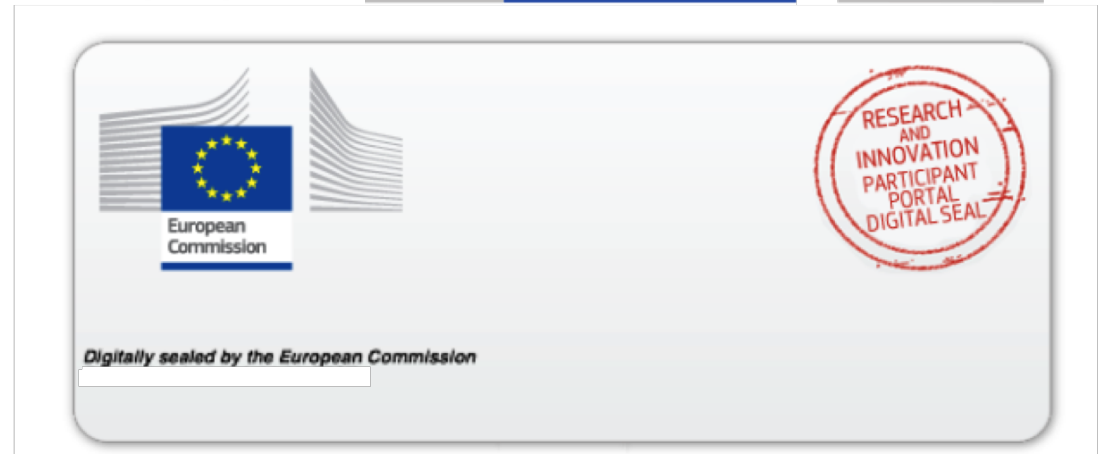 European
Commission
RESEARCH
AND
INNOVATION
PARTICIPANT
PORTAL
DIGITAL SEAL
Digitally sealed by the European Commission